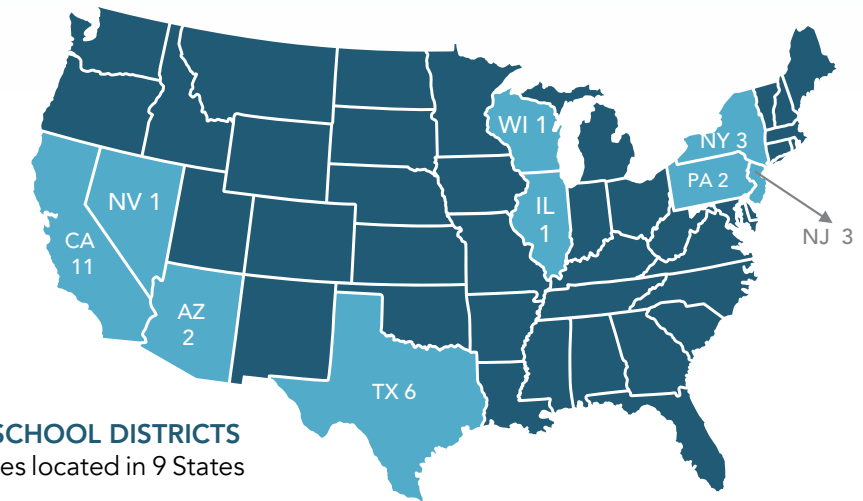 WI 1
NY 3
PA 2
NV 1
IL
1
NJ 3
CA
11
AZ
2
TX 6
SCHOOL DISTRICTS
located in 9 States